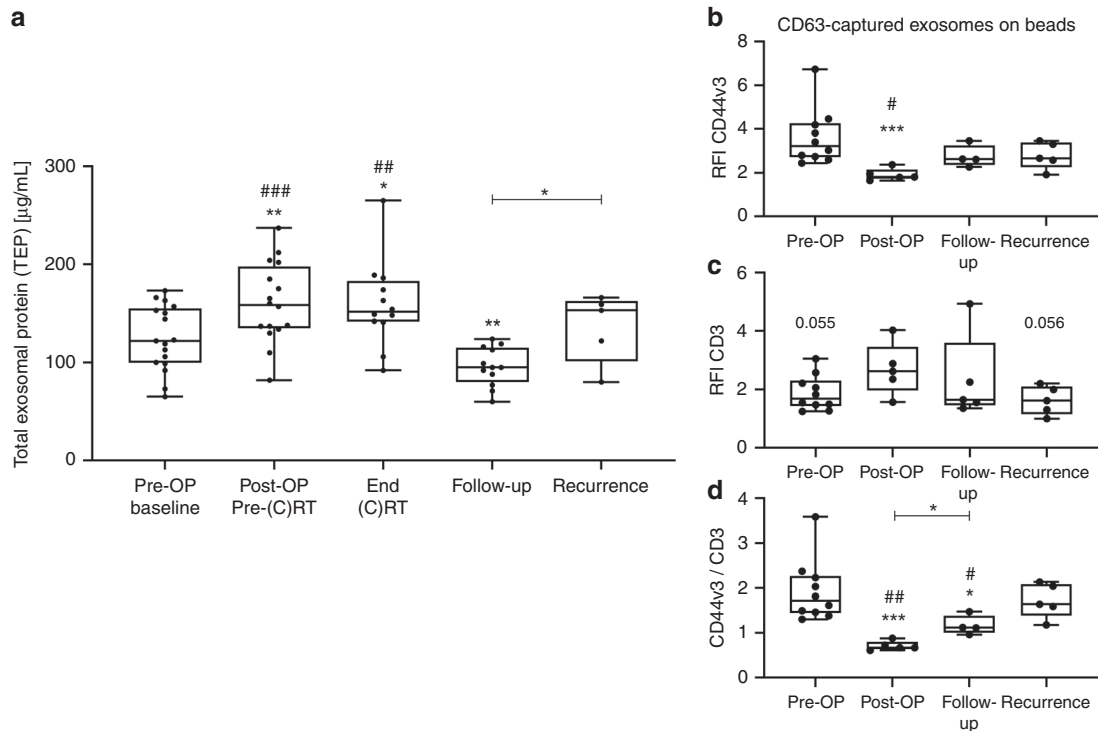 a
Total exosomal protein (TEP) [µg/mL]
300
200
100
0
###
**
##
*
**
*
Pre-OP
baseline
Post-OP
Pre-(C)RT
End
(C)RT
Follow-up
Recurrence
b
CD63-captured exosomes on beads
RFI CD44v3
8
6
4
2
0
#
***
Pre-OP
Post-OP
Follow-
up
Recurrence
c
RFI CD3
6
4
2
0
0.055
0.056
Pre-OP
Post-OP
Follow-
up
Recurrence
d
CD44v3 / CD3
4
3
2
1
0
*
##
***
#
*
Pre-OP
Post-OP
Follow-
up
Recurrence